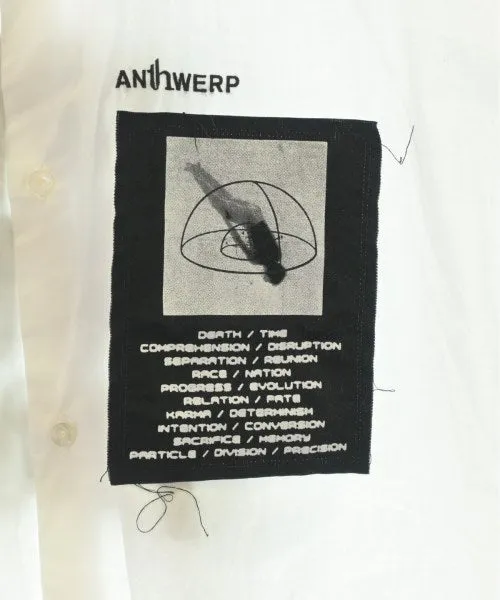 ANthWERP
DEATH / TIME
COMPREHENSION / DISRUPTION
SEPARATION / REUNION
RACE / NATION
PROGRESS / EVOLUTION
RELATION / FATE
KARMA / DETERMINISM
INTENTION / CONVERSION
SACRIFICE / MEMORY
PARTICLE / DIVISION / PRECISION